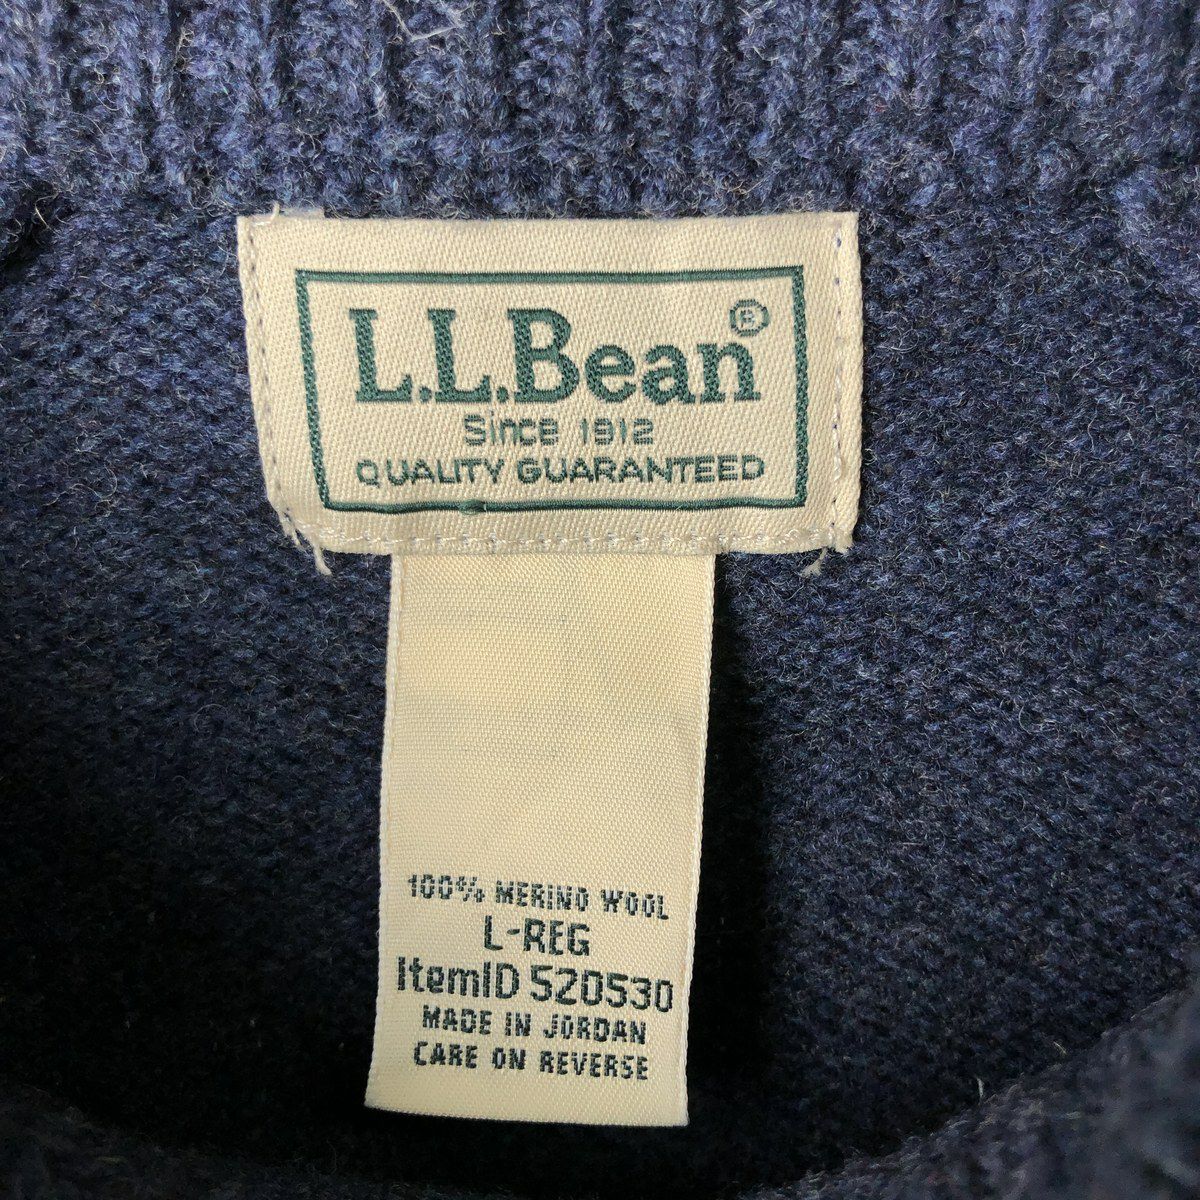 L.L.Bean®
Since 1912
QUALITY GUARANTEED
100% MERINO WOOL
L-REG
ItemID 520530
MADE IN JORDAN
CARE ON REVERSE